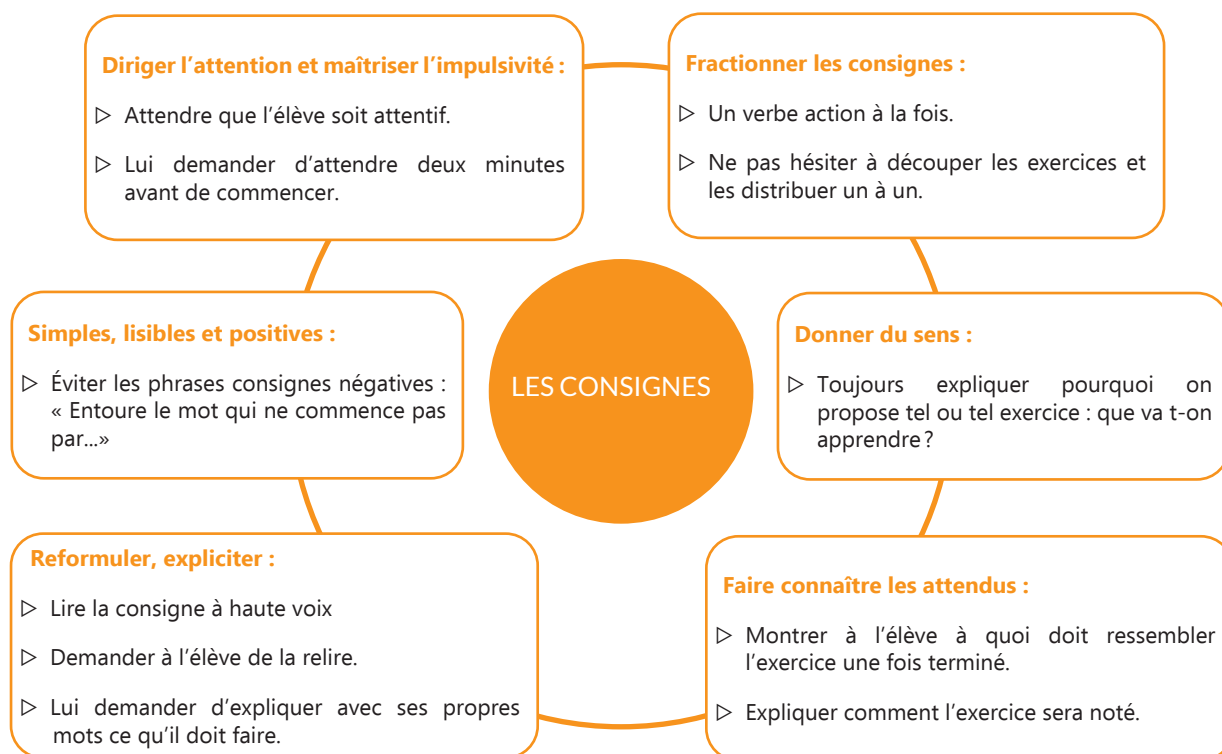 Diriger l’attention et maîtriser l’impulsivité :
▷ Attendre que l’élève soit attentif.
▷ Lui demander d’attendre deux minutes
avant de commencer.
Fractionner les consignes :
▷ Un verbe action à la fois.
▷ Ne pas hésiter à découper les exercices et
les distribuer un à un.
Simples, lisibles et positives :
▷ Éviter les phrases consignes négatives :
« Entoure le mot qui ne commence pas
par...»
LES CONSIGNES
Donner du sens :
▷ Toujours expliquer pourquoi on
propose tel ou tel exercice : que va t-on
apprendre ?
Reformuler, expliciter :
▷ Lire la consigne à haute voix
▷ Demander à l’élève de la relire.
▷ Lui demander d’expliquer avec ses propres
mots ce qu’il doit faire.
Faire connaître les attendus :
▷ Montrer à l’élève à quoi doit ressembler
l’exercice une fois terminé.
▷ Expliquer comment l’exercice sera noté.